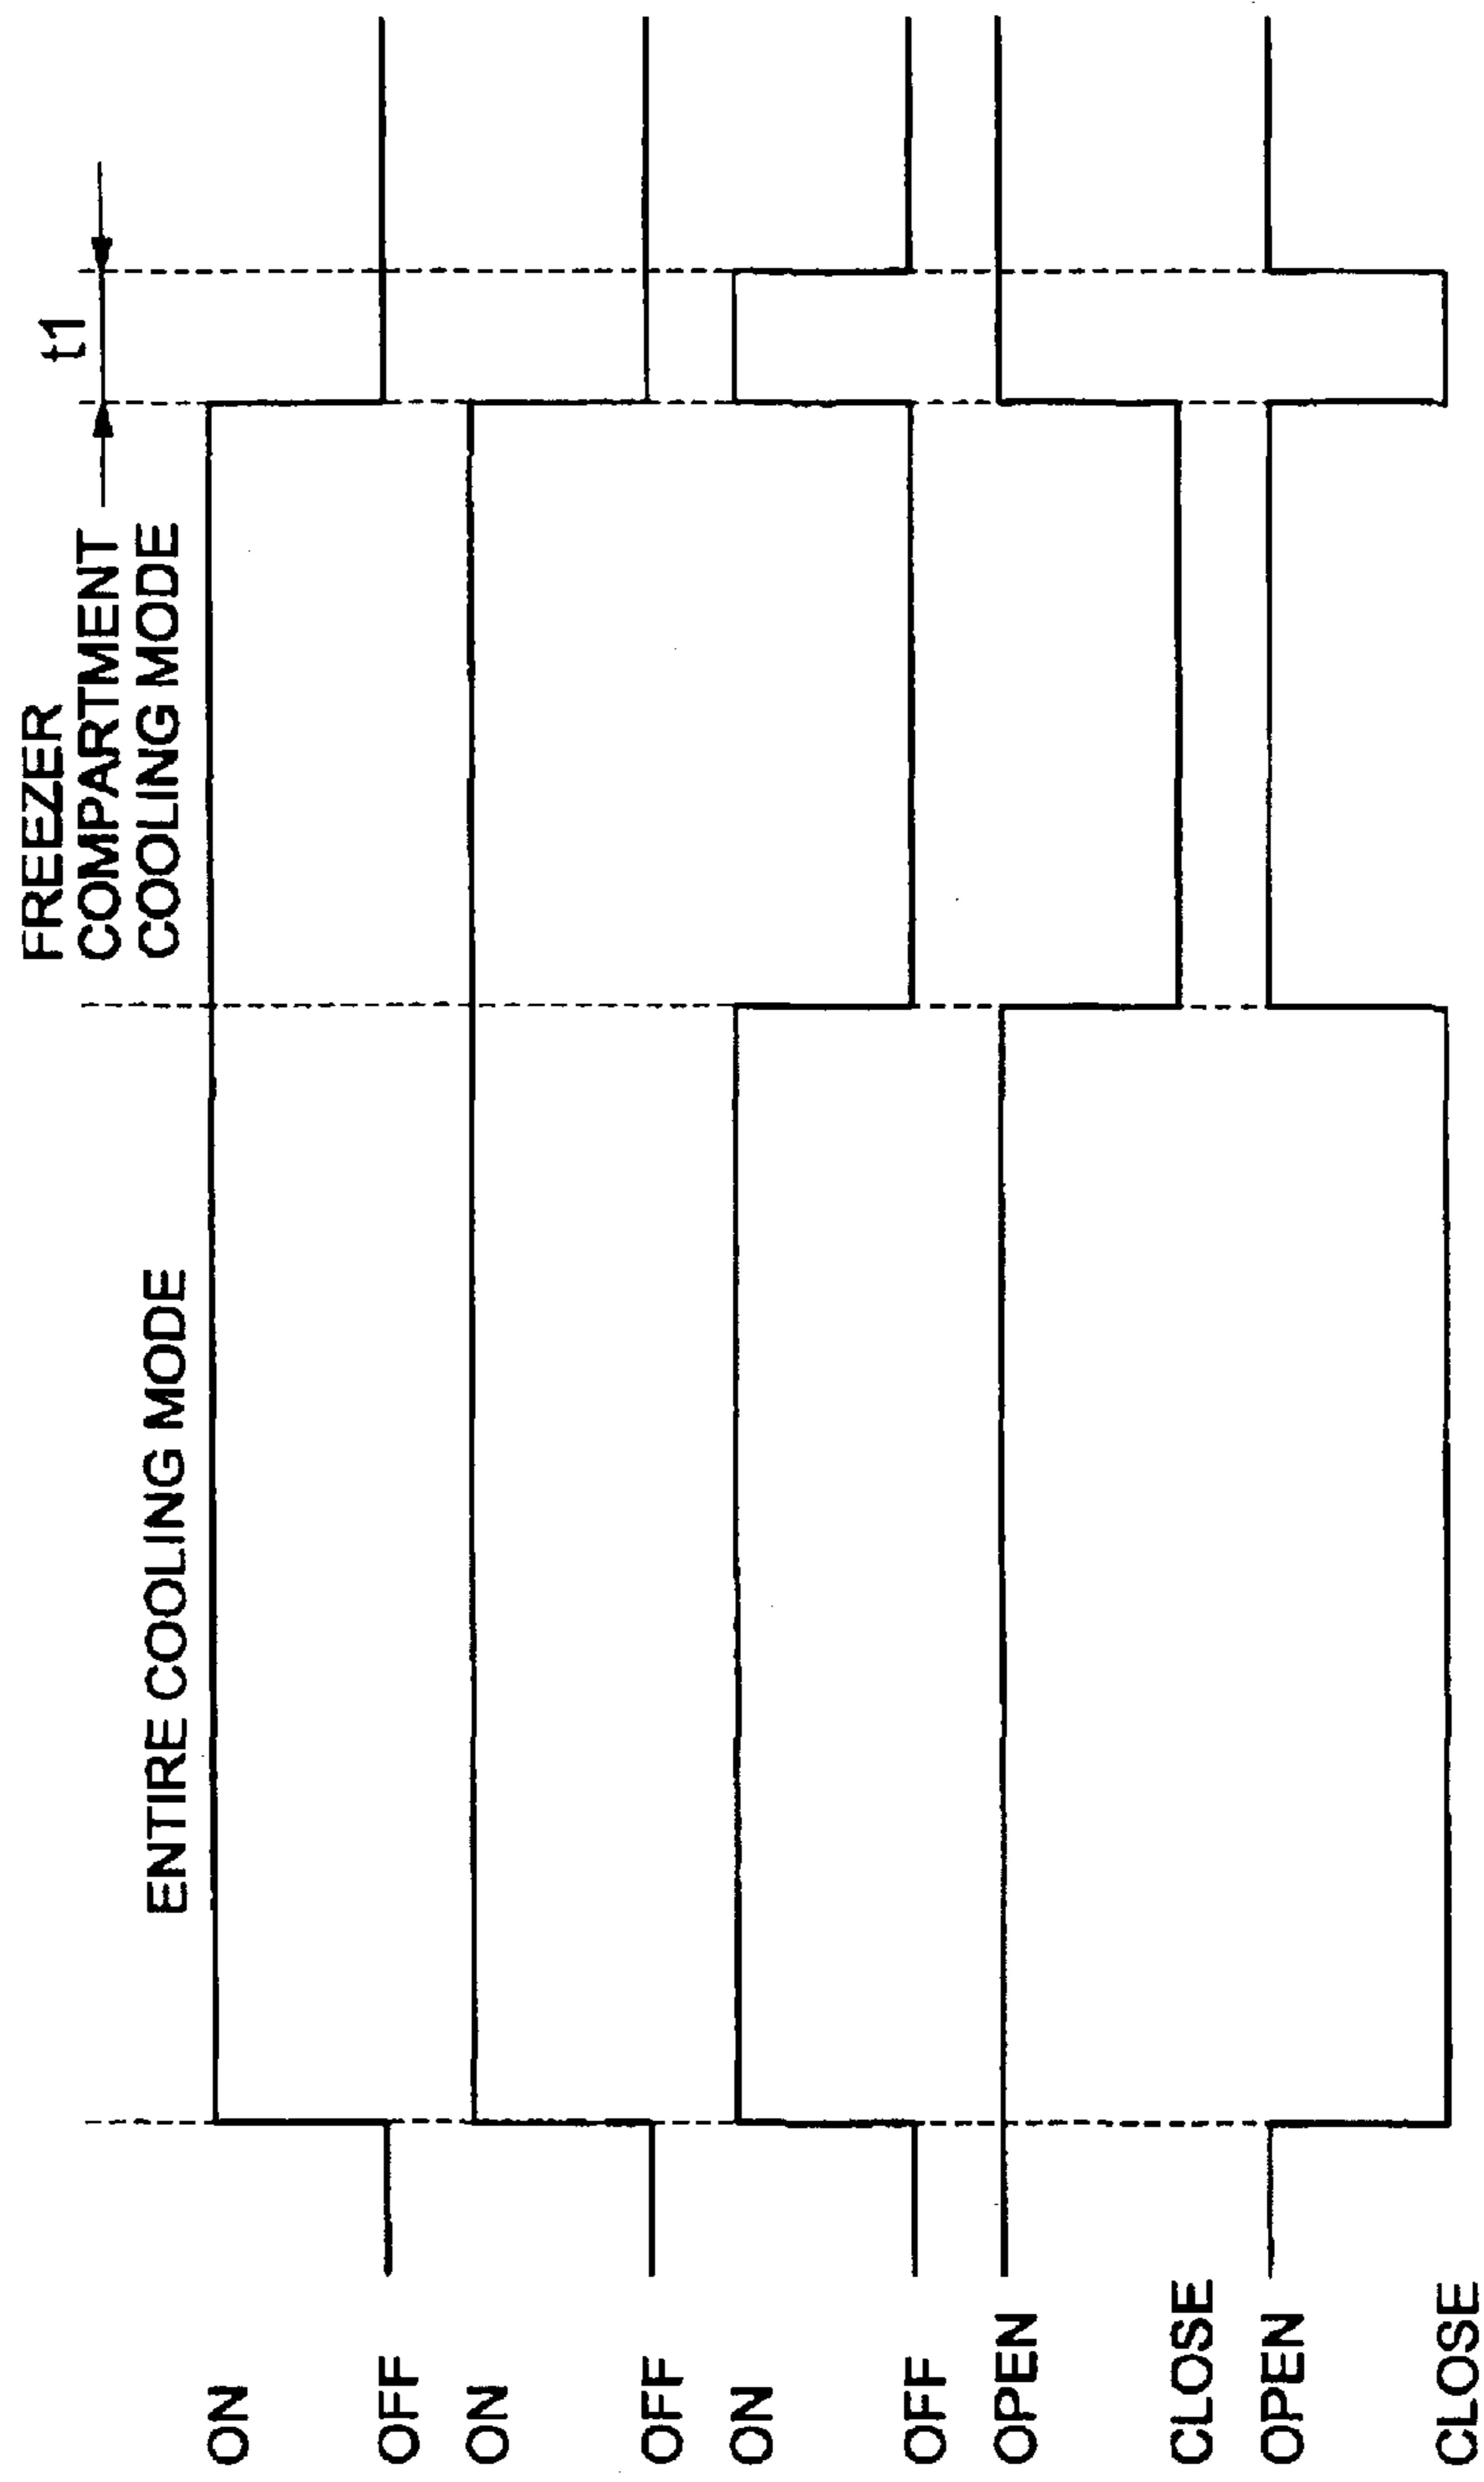 ENTIRE COOLING MODE
FREEZER
COMPARTMENT
COOLING MODE
t1
ON
OFF
ON
OFF
ON
OFF
OPEN
CLOSE
OPEN
CLOSE